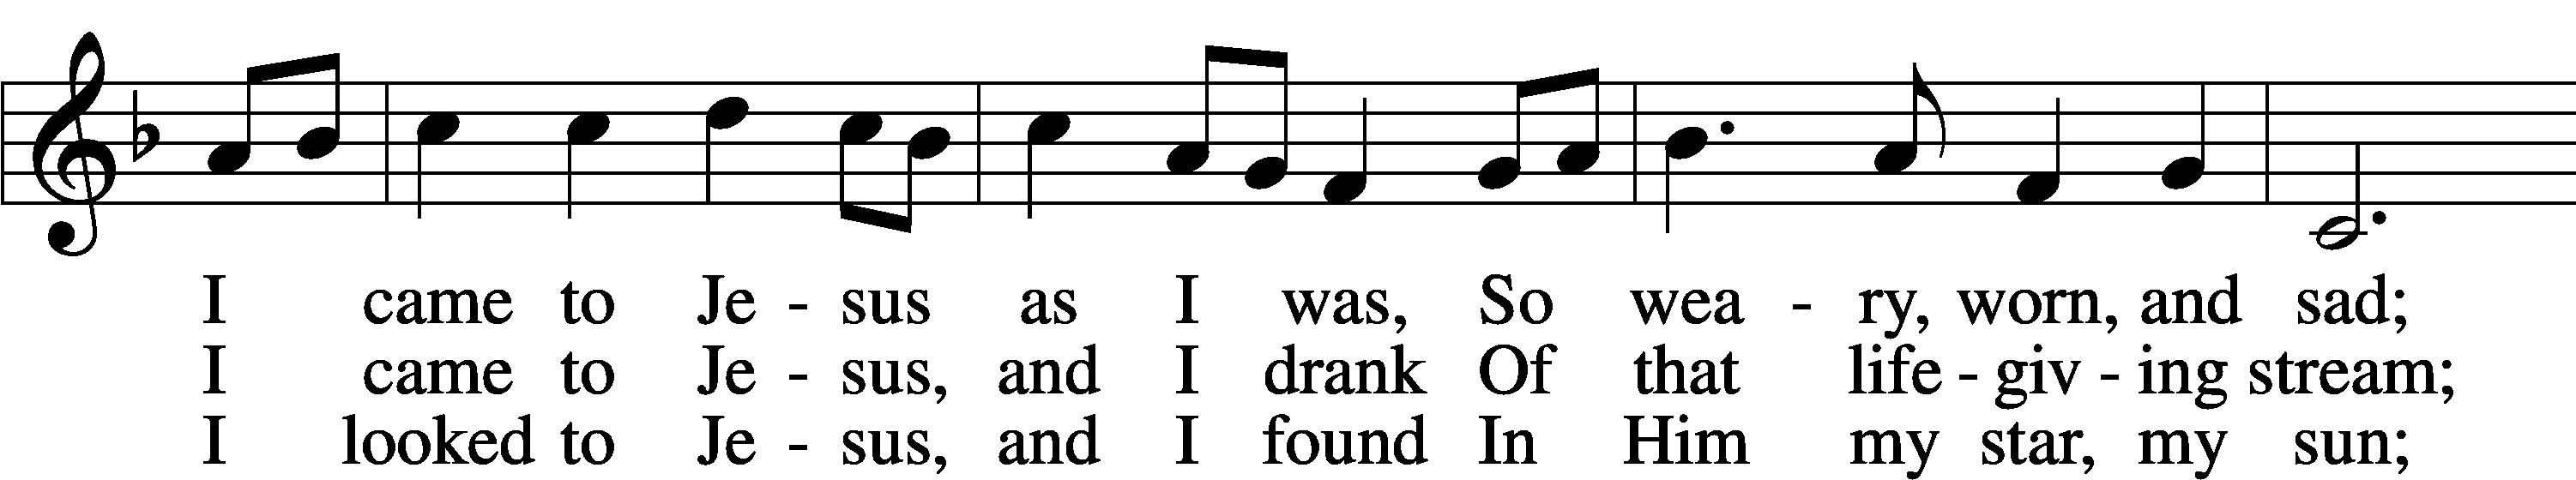 I came to Je - sus as I was, So wea - ry, worn, and sad;
I came to Je - sus, and I drank Of that life - giv - ing stream;
I looked to Je - sus, and I found In Him my star, my sun;